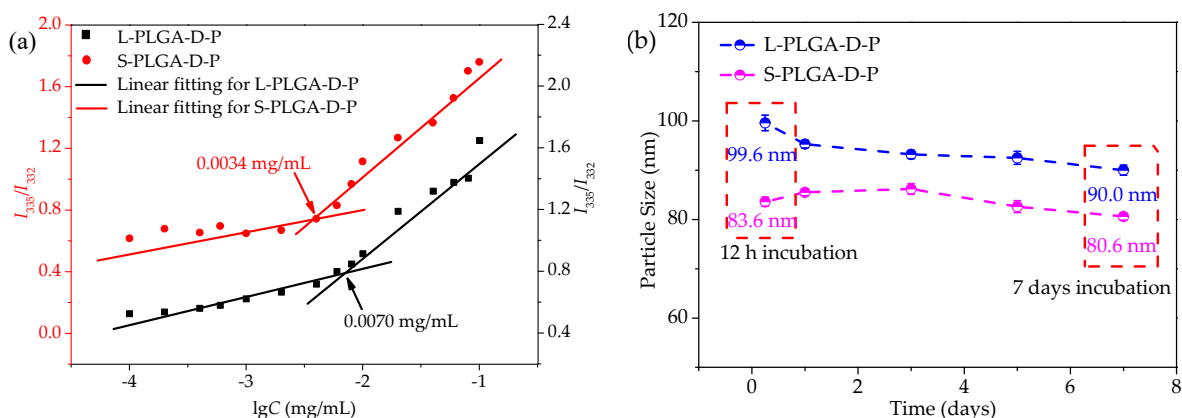 (a)
L-PLGA-D-P
S-PLGA-D-P
Linear fitting for L-PLGA-D-P
Linear fitting for S-PLGA-D-P
0.0034 mg/mL
0.0070 mg/mL
1.6
1.2
0.8
0.4
0.0
I335/I332
2.4
2.0
1.6
1.2
0.8
0.4
I335/I332
-4 -3 -2 -1
lgC (mg/mL)
(b)
L-PLGA-D-P
S-PLGA-D-P
99.6 nm
83.6 nm
12 h incubation
90.0 nm
80.6 nm
7 days incubation
120
100
80
60
Particle Size (nm)
0 2 4 6 8
Time (days)